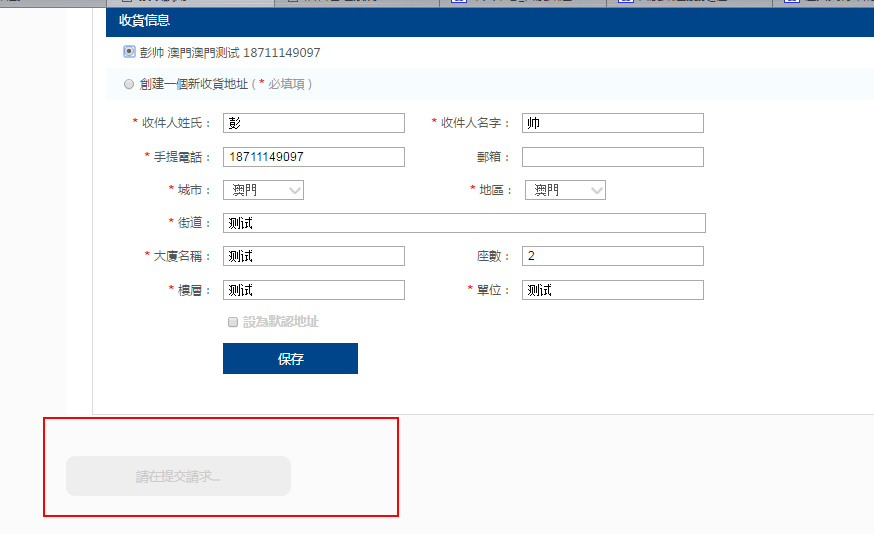 收貨信息
彭帅 澳門澳門测试 18711149097
創建一個新收貨地址 ( * 必填項 )
* 收件人姓氏： 彭 * 收件人名字： 帅
* 手提電話： 18711149097 郵箱：
* 城市： 澳門 * 地區： 澳門
* 街道： 测试
* 大廈名稱： 测试 座數： 2
* 樓層： 测试 * 單位： 测试
設為默認地址
保存
請在提交請求...